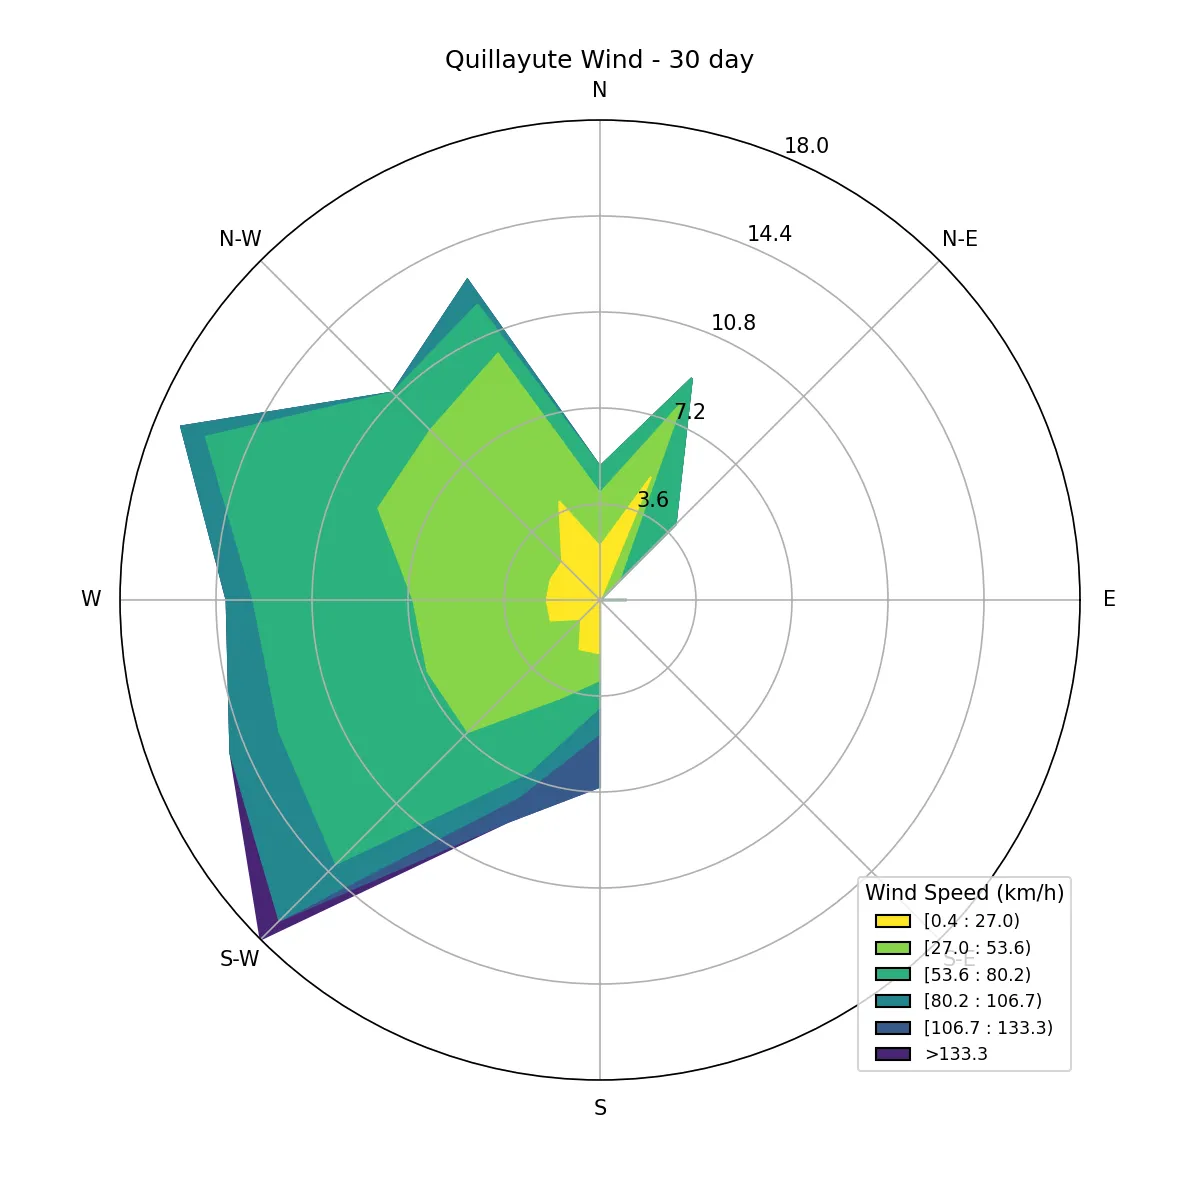 Quillayute Wind - 30 day
N
18.0
14.4
N-W
N-E
10.8
7.2
3.6
W
E
S-W
S-E
Wind Speed (km/h)
[0.4 : 27.0)
[27.0 : 53.6)
[53.6 : 80.2)
[80.2 : 106.7)
[106.7 : 133.3)
>133.3
S